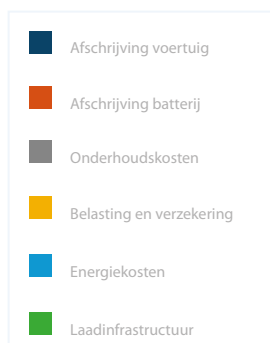 Afschrijving voertuig
Afschrijving batterij
Onderhoudskosten
Belasting en verzekering
Energiekosten
Laadinfrastructuur